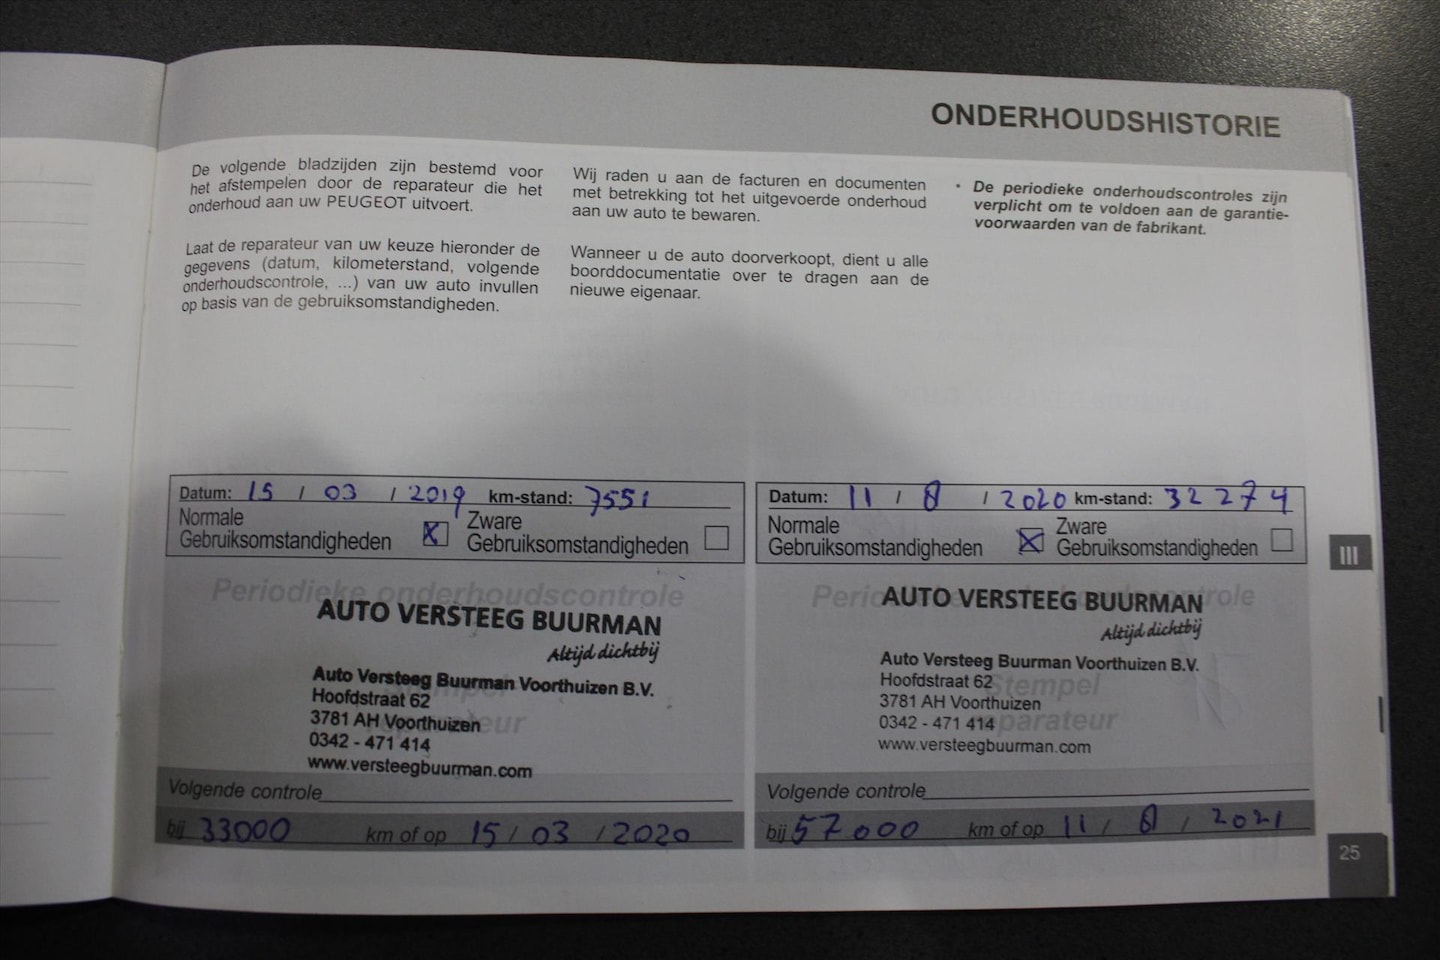 ONDERHOUDSHISTORIE
De volgende bladzijden zijn bestemd voor
het afstempelen door de reparateur die het
onderhoud aan uw PEUGEOT uitvoert.
Laat de reparateur van uw keuze hieronder de
gegevens (datum, kilometerstand, volgende
onderhoudscontrole, ...) van uw auto invullen
op basis van de gebruiksomstandigheden.
Wij raden u aan de facturen en documenten
met betrekking tot het uitgevoerde onderhoud
aan uw auto te bewaren.
Wanneer u de auto doorverkoopt, dient u alle
boorddocumentatie over te dragen aan de
nieuwe eigenaar.
• De periodieke onderhoudscontroles zijn
verplicht om te voldoen aan de garantie-
voorwaarden van de fabrikant.
Datum: 15 / 03 / 2019 km-stand: 7551
Normale
Gebruiksomstandigheden
Zware
Gebruiksomstandigheden
Periodieke onderhoudscontrole
AUTO VERSTEEG BUURMAN
Altijd dichtbij
Auto Versteeg Buurman Voorthuizen B.V.
Hoofdstraat 62
3781 AH Voorthuizen
0342 - 471 414
www.versteegbuurman.com
Volgende controle
bij 33000 km of op 15 / 03 / 2020
Datum: 11 / 8 / 2020 km-stand: 32274
Normale
Gebruiksomstandigheden
Zware
Gebruiksomstandigheden
AUTO VERSTEEG BUURMAN
Altijd dichtbij
Auto Versteeg Buurman Voorthuizen B.V.
Hoofdstraat 62
Stempel
3781 AH Voorthuizen
0342 - 471 414
www.versteegbuurman.com
Volgende controle
bij 57000 km of op 11 / 8 / 2021
III
25